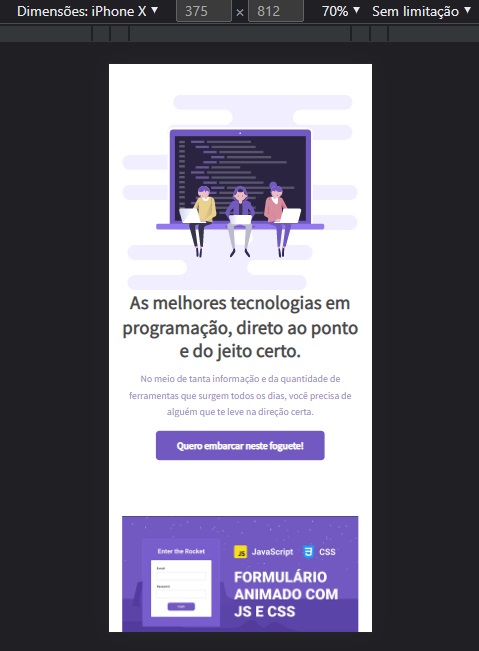 Dimensões: iPhone X ▼ 375 × 812 70% ▼ Sem limitação ▼
As melhores tecnologias em
programação, direto ao ponto
e do jeito certo.
No meio de tanta informação e da quantidade de
ferramentas que surgem todos os dias, você precisa de
alguém que te leve na direção certa.
Quero embarcar neste foguete!
Enter the Rocket
JS JavaScript 3 CSS
FORMULÁRIO
ANIMADO COM
JS E CSS